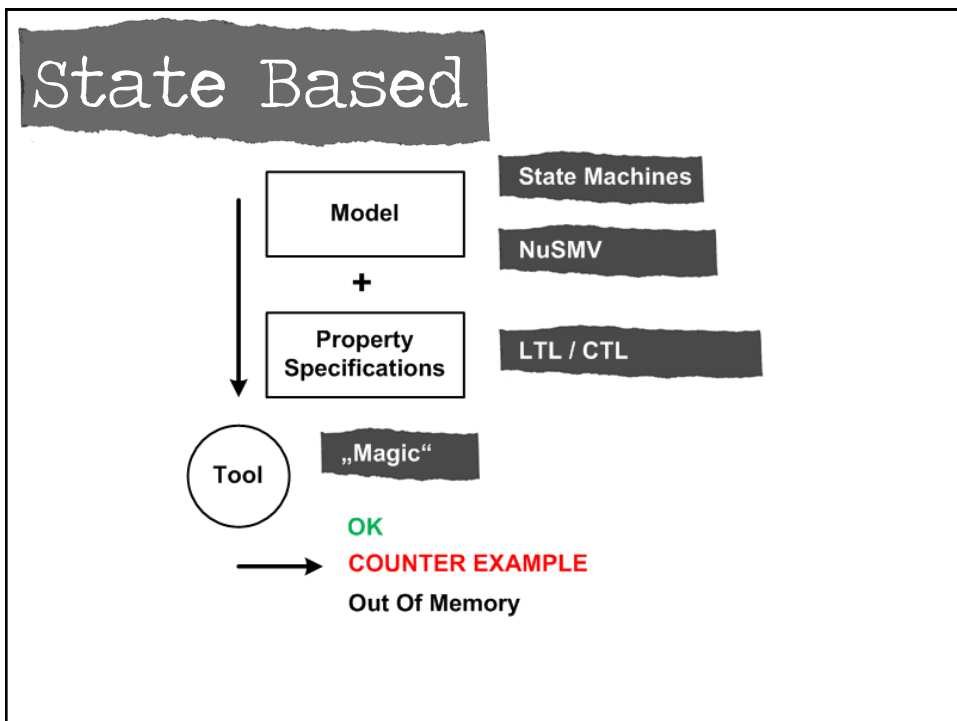 State Based
State Machines
Model
NuSMV
+
Property
Specifications
LTL / CTL
„Magic“
Tool
OK
COUNTER EXAMPLE
Out Of Memory